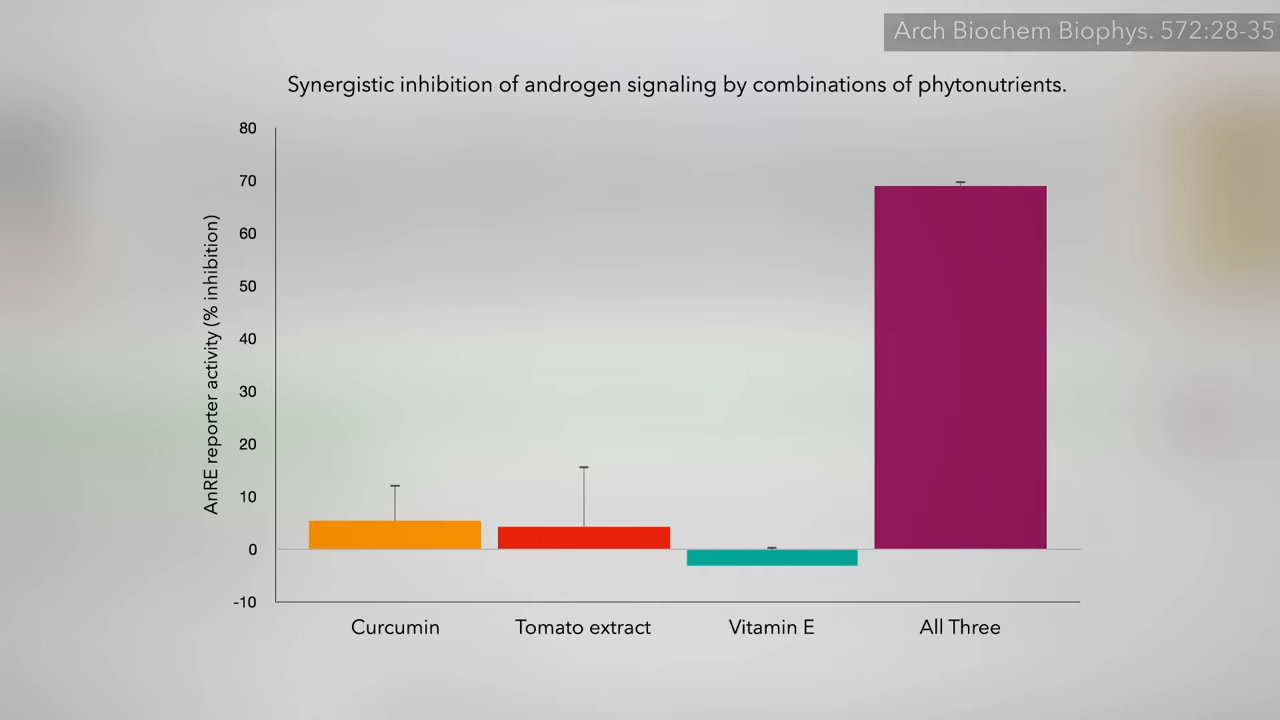 Arch Biochem Biophys. 572:28-35
Synergistic inhibition of androgen signaling by combinations of phytonutrients.
AnRE reporter activity (% inhibition)
80
70
60
50
40
30
20
10
0
-10
Curcumin
Tomato extract
Vitamin E
All Three